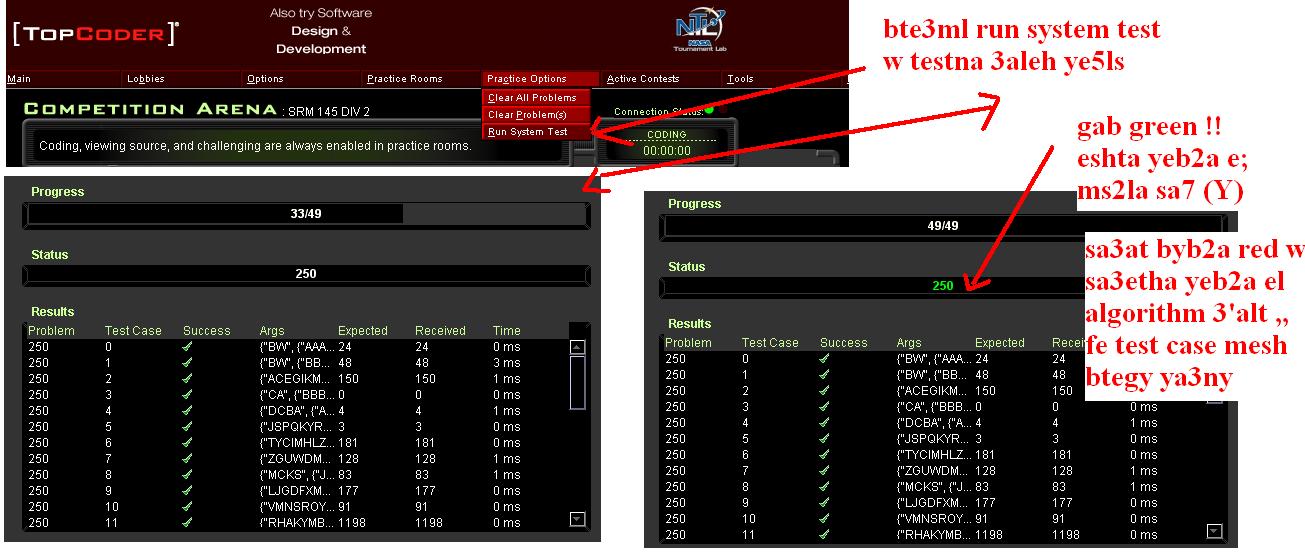 [TOPCODER]®
Also try Software
Design &
Development
NTL
NASA
Tournament Lab
Main Lobbies Options Practice Rooms Practice Options Active Contests Tools
Clear All Problems
Clear Problem(s)
Run System Test
COMPETITION ARENA : SRM 145 DIV 2
Connection Status:
Coding, viewing source, and challenging are always enabled in practice rooms.
CODING
00:00:00
bte3ml run system test
w testna 3aleh ye5ls
gab green !!
eshta yeb2a e;
ms2la sa7 (Y)
sa3at byb2a red w
sa3etha yeb2a el
algorithm 3'alt ,,
fe test case mesh
btegy ya3ny
Progress
33/49
Status
250
Results
Problem Test Case Success Args Expected Received Time
250 0 {"BW", {"AAA... 24 24 0 ms
250 1 {"BW", {"BB... 48 48 3 ms
250 2 {"ACEGIKM... 150 150 1 ms
250 3 {"CA", {"BBB... 0 0 0 ms
250 4 {"DCBA", {"A... 4 4 1 ms
250 5 {"JSPQKYR... 3 3 0 ms
250 6 {"TYCIMHLZ... 181 181 0 ms
250 7 {"ZGUWDM... 128 128 1 ms
250 8 {"MCKS", {"J... 83 83 1 ms
250 9 {"LJGDFXM... 177 177 0 ms
250 10 {"VMNSROY... 91 91 0 ms
250 11 {"RHAKYMB... 1198 1198 0 ms
Progress
49/49
Status
250
Results
Problem Test Case Success Args Expected
250 0 {"BW", {"AAA... 24 24
250 1 {"BW", {"BB... 48 48
250 2 {"ACEGIKM... 150 150
250 3 {"CA", {"BBB... 0 0 0 ms
250 4 {"DCBA", {"A... 4 4 1 ms
250 5 {"JSPQKYR... 3 3 0 ms
250 6 {"TYCIMHLZ... 181 181 0 ms
250 7 {"ZGUWDM... 128 128 1 ms
250 8 {"MCKS", {"J... 83 83 1 ms
250 9 {"LJGDFXM... 177 177 0 ms
250 10 {"VMNSROY... 91 91 0 ms
250 11 {"RHAKYMB... 1198 1198 0 ms